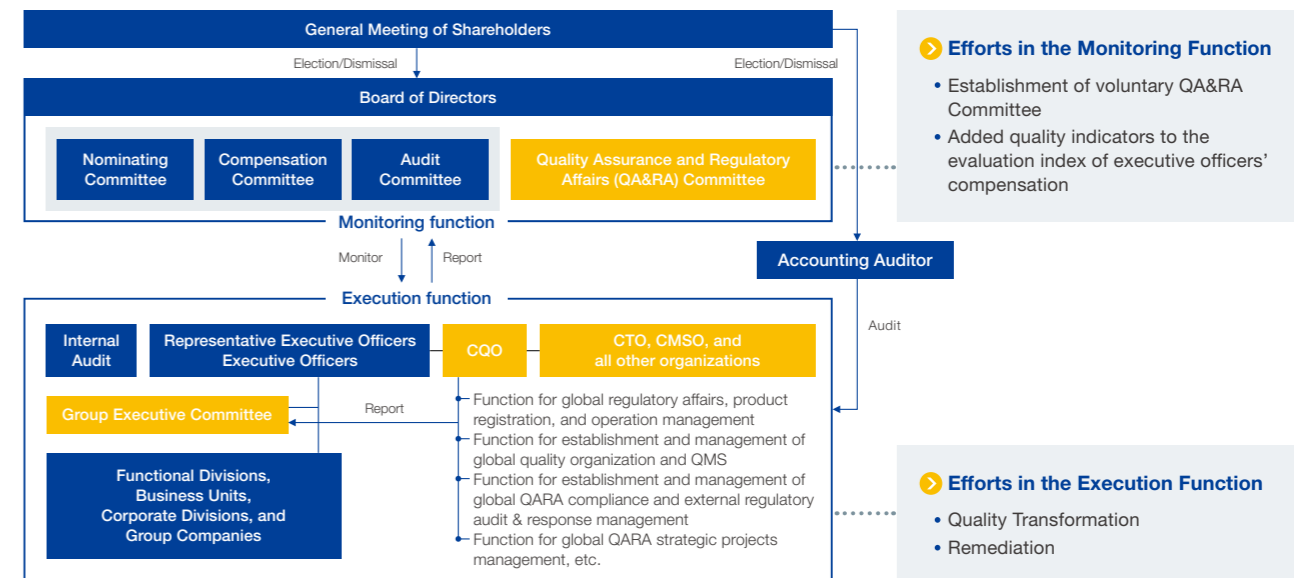 General Meeting of Shareholders
Election/Dismissal
Election/Dismissal
Board of Directors
Nominating
Committee
Compensation
Committee
Audit
Committee
Quality Assurance and Regulatory
Affairs (QA&RA) Committee
Monitoring function
Monitor
Report
Efforts in the Monitoring Function
• Establishment of voluntary QA&RA
Committee
• Added quality indicators to the
evaluation index of executive officers’
compensation
Accounting Auditor
Audit
Execution function
Internal
Audit
Representative Executive Officers
Executive Officers
CQO
CTO, CMSO, and
all other organizations
Group Executive Committee
Report
Functional Divisions,
Business Units,
Corporate Divisions, and
Group Companies
Function for global regulatory affairs, product
registration, and operation management
Function for establishment and management of
global quality organization and QMS
Function for establishment and management of
global QARA compliance and external regulatory
audit & response management
Function for global QARA strategic projects
management, etc.
Efforts in the Execution Function
• Quality Transformation
• Remediation